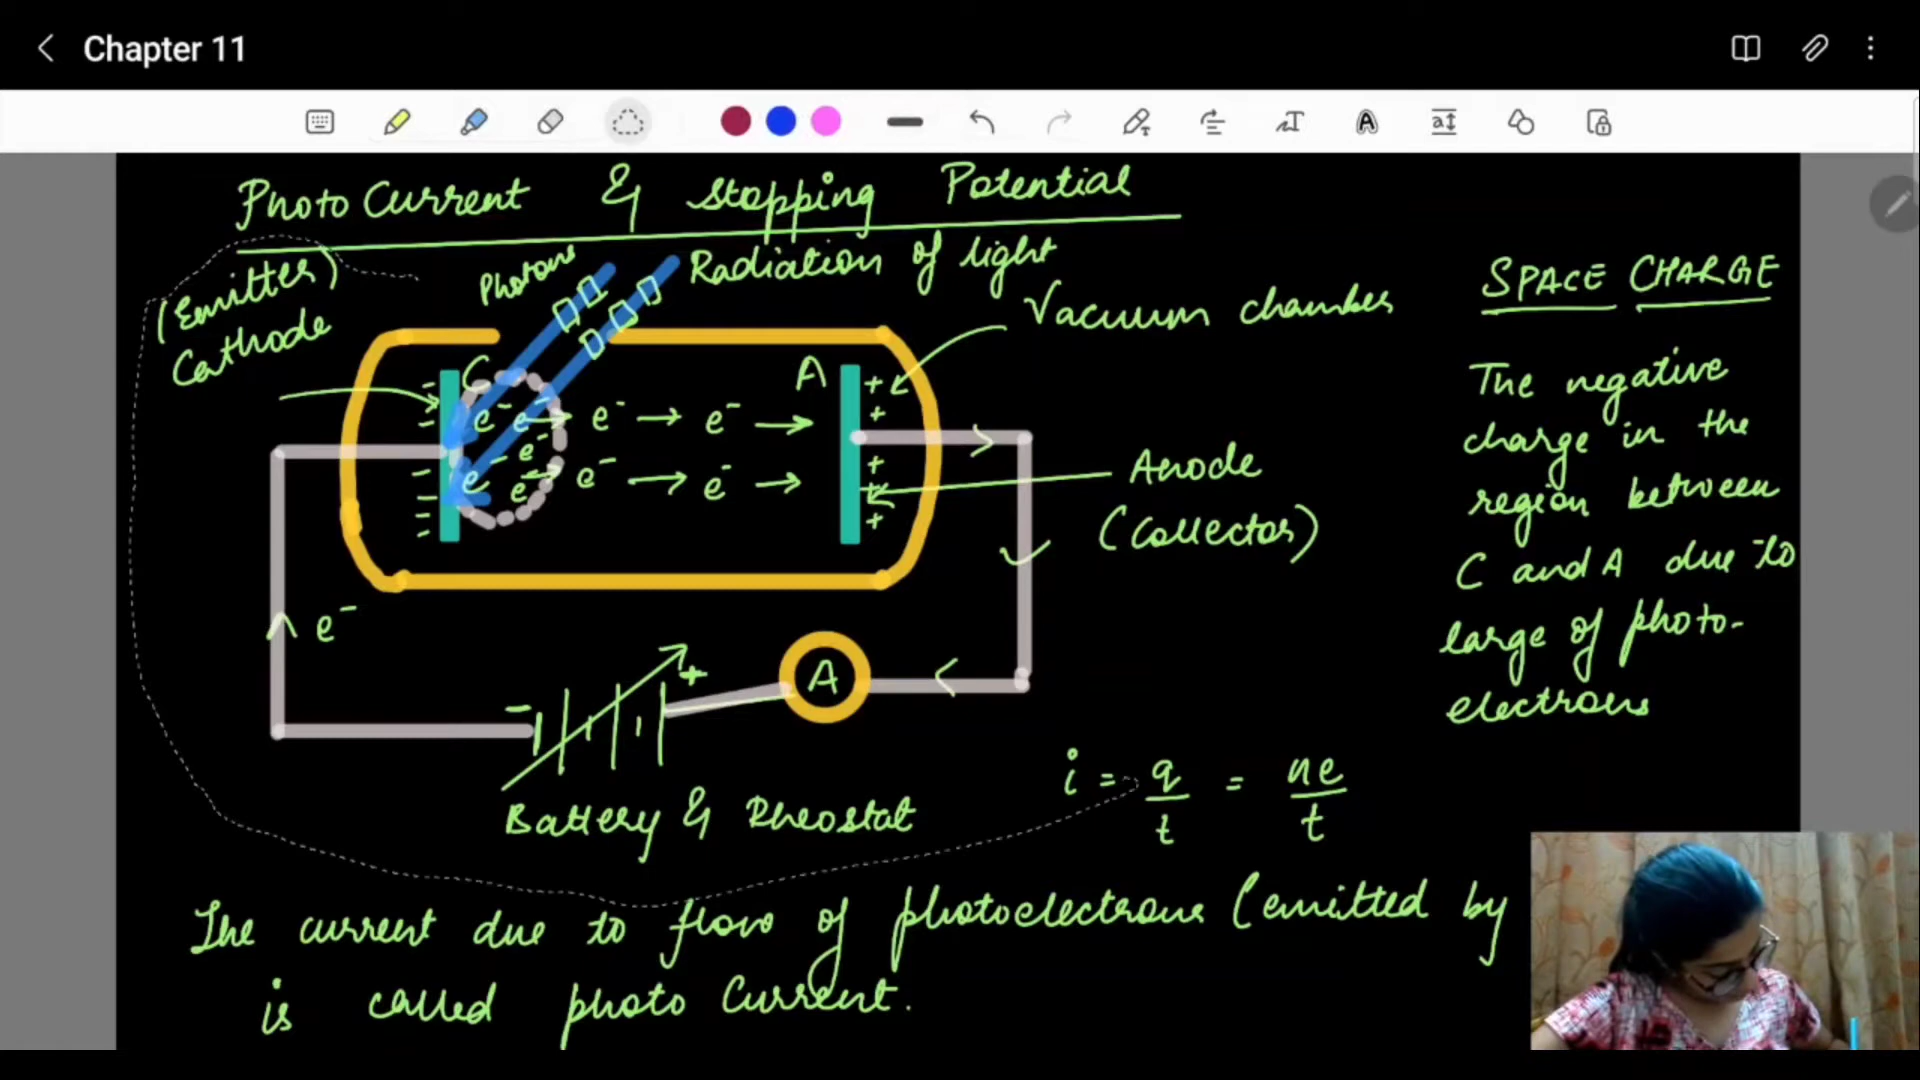 Chapter 11
Photo Current & Stopping Potential
(Emitter)
Cathode
Photons
Radiation of light
Vacuum chamber
C
A
- + 
- +
e⁻ e⁻ → e⁻ → e⁻ →
e⁻
e⁻ e⁻ → e⁻ → e⁻ →
- +
- +
- +
-
Anode
(Collector)
e⁻
- +
A
Battery & Rheostat
i = q/t = ne/t
SPACE CHARGE
The negative
charge in the
region between
C and A due to
large of photo-
electrons
The current due to flow of photoelectrons (emitted by
is called photo Current.